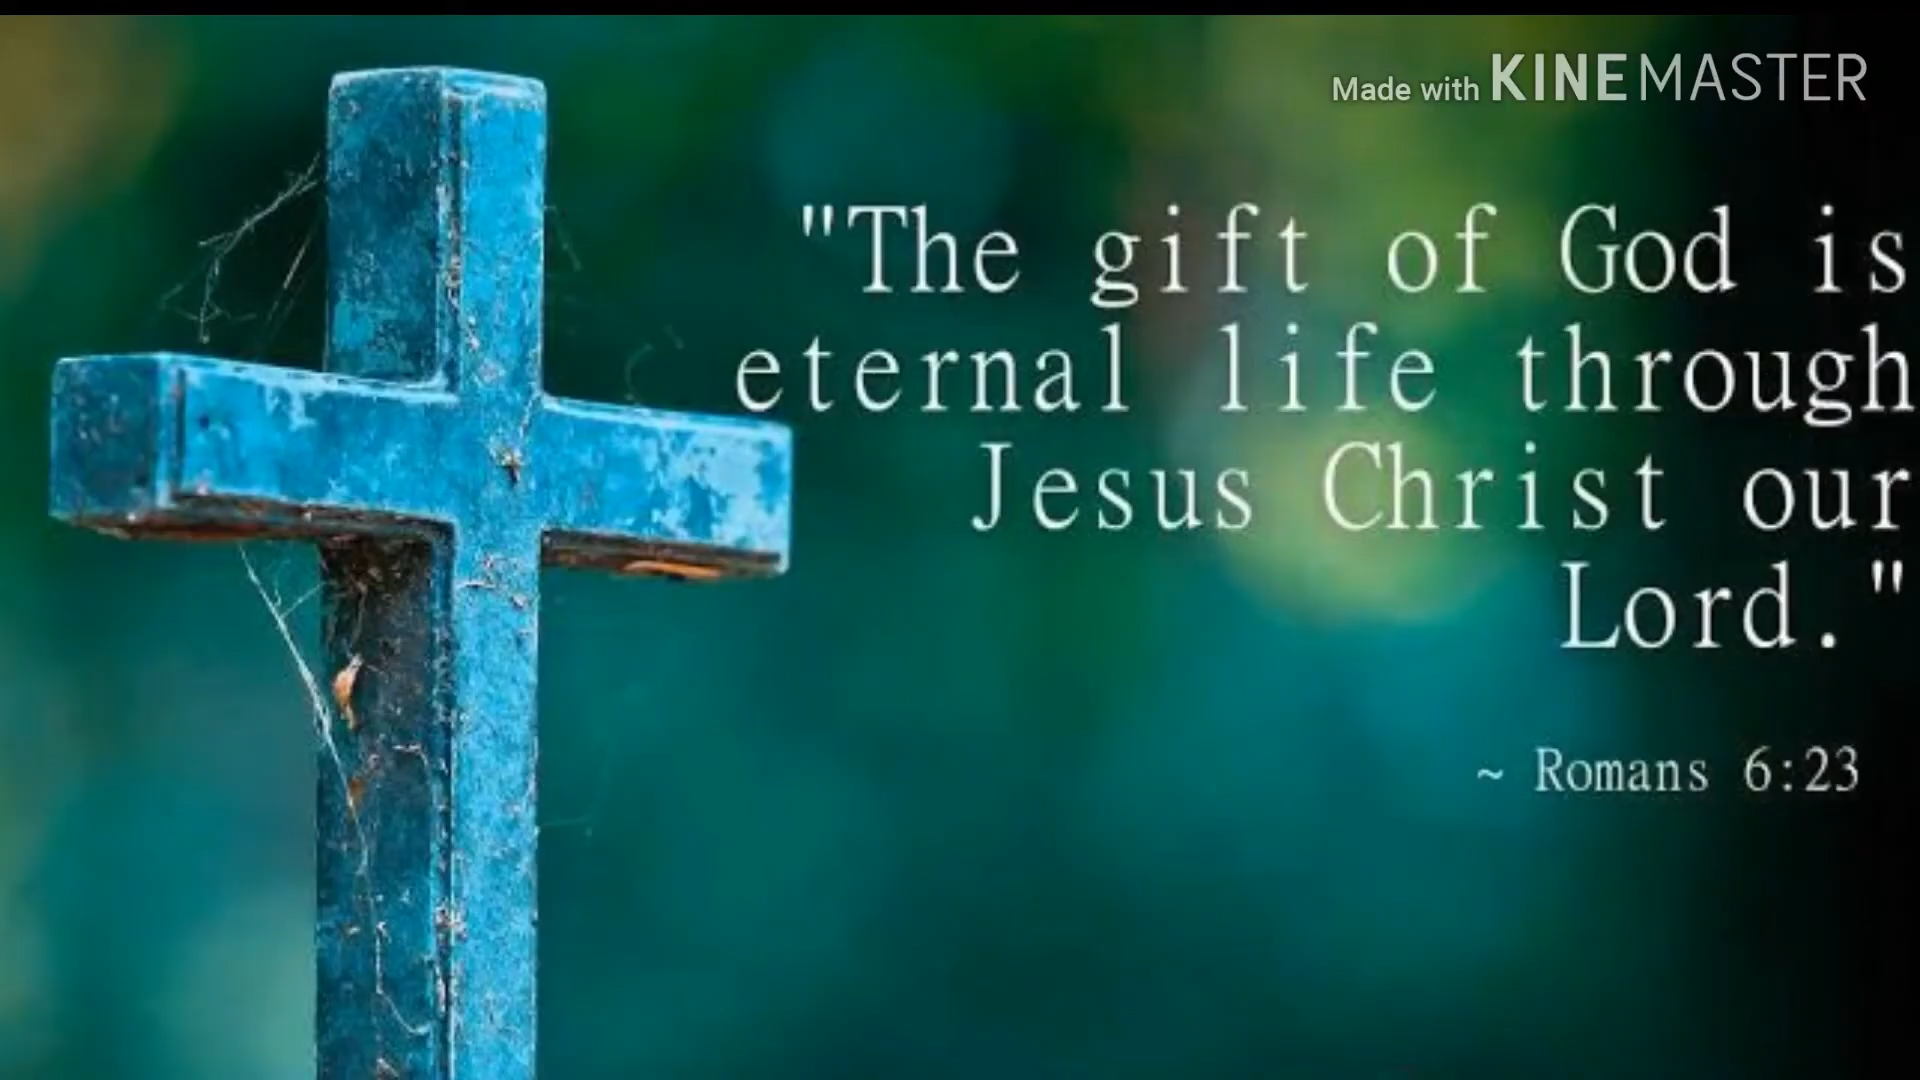 Made with KINEMASTER
"The gift of God is
eternal life through
Jesus Christ our
Lord."
~ Romans 6:23